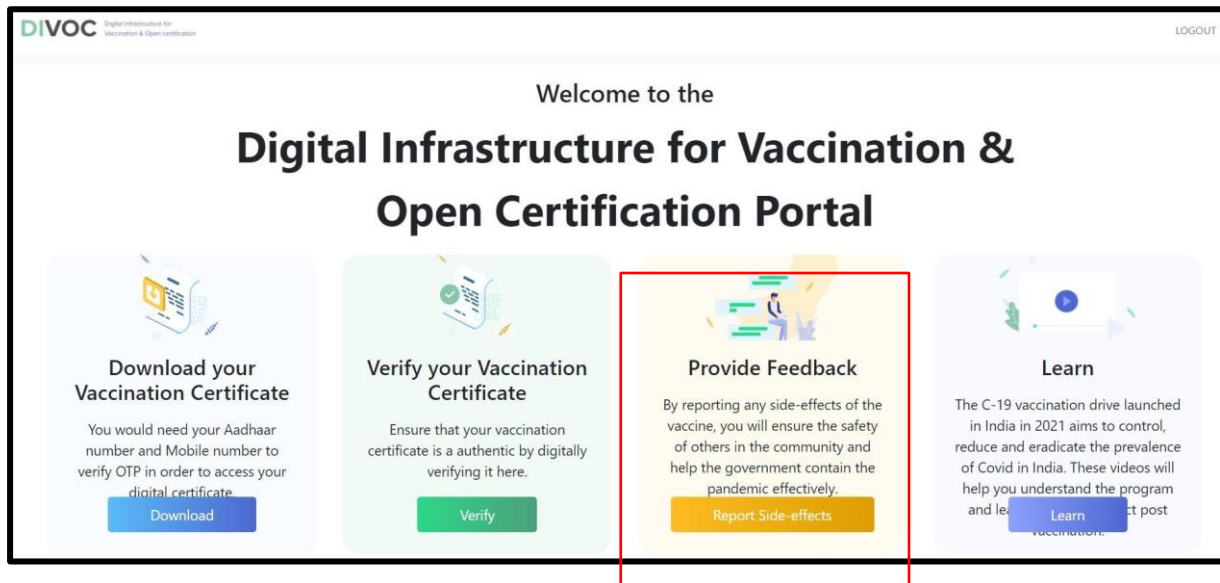 DIVOC
Digital Infrastructure for
Vaccination & Open certification
LOGOUT
Welcome to the
Digital Infrastructure for Vaccination &
Open Certification Portal
Download your
Vaccination Certificate
You would need your Aadhaar
number and Mobile number to
verify OTP in order to access your
digital certificate.
Download
Verify your Vaccination
Certificate
Ensure that your vaccination
certificate is a authentic by digitally
verifying it here.
Verify
Provide Feedback
By reporting any side-effects of the
vaccine, you will ensure the safety
of others in the community and
help the government contain the
pandemic effectively.
Report Side-effects
Learn
The C-19 vaccination drive launched
in India in 2021 aims to control,
reduce and eradicate the prevalence
of Covid in India. These videos will
help you understand the program
and post
vaccination.
Learn